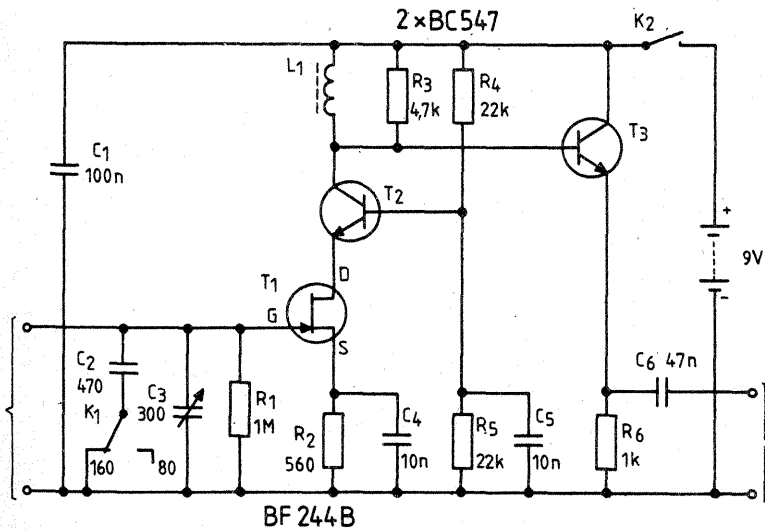 2×BC547
K2
L1
R3
4,7k
R4
22k
T3
C1
100n
T2
+
9V
-
T1
D
G
S
C2
470
K1
C3
300
160
80
R1
1M
R2
560
C4
10n
R5
22k
C5
10n
C6 47n
R6
1k
BF 244B